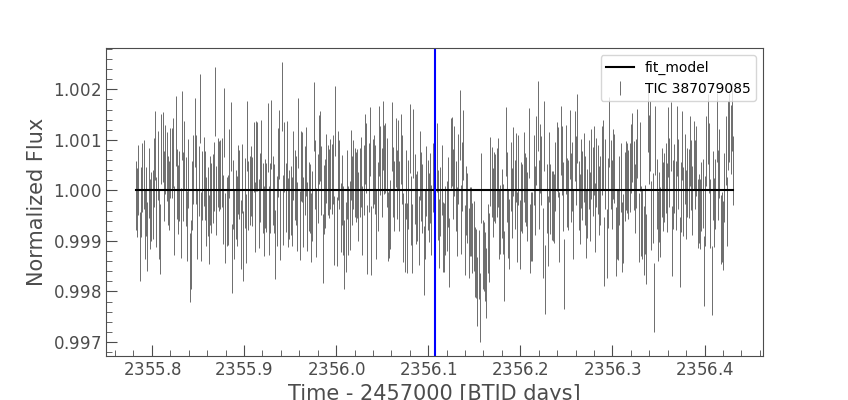 fit_model
TIC 387079085
1.002
1.001
1.000
0.999
0.998
0.997
Normalized Flux
2355.8 2355.9 2356.0 2356.1 2356.2 2356.3 2356.4
Time - 2457000 [BTJD days]